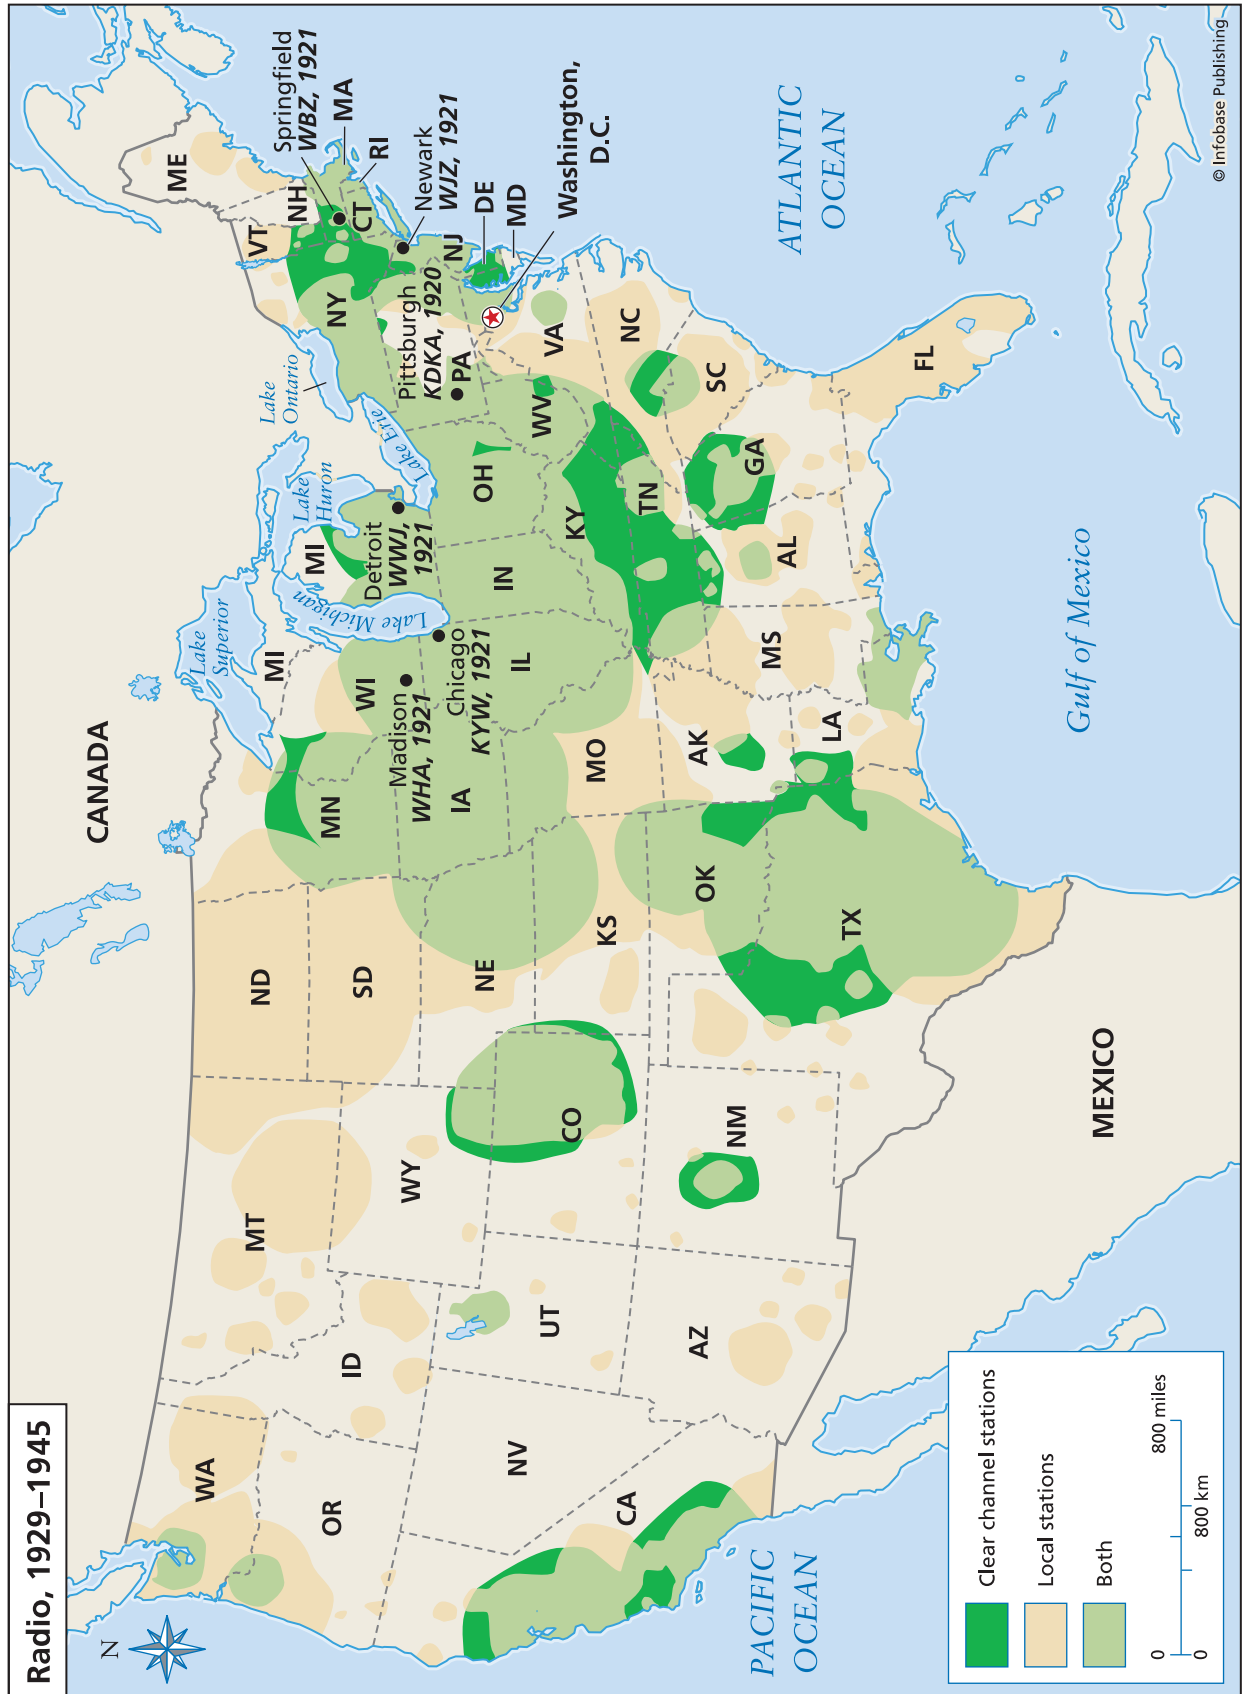 Radio, 1929–1945
N
CANADA
WA
OR
CA
NV
ID
MT
WY
UT
AZ
CO
NM
ND
SD
NE
KS
OK
TX
MN
IA
MO
AK
LA
WI
IL
MI
MI
IN
OH
KY
TN
MS
AL
GA
FL
SC
NC
VA
WV
PA
NY
VT
NH
ME
MA
RI
CT
NJ
DE
MD
Washington,
D.C.
Springfield
WBZ, 1921
Newark
WJZ, 1921
Pittsburgh
KDKA, 1920
Detroit
WWJ,
1921
Chicago
KYW, 1921
Madison
WHA, 1921
Lake
Superior
Lake Michigan
Lake
Huron
Lake Erie
Lake
Ontario
PACIFIC
OCEAN
ATLANTIC
OCEAN
Gulf of Mexico
MEXICO
Clear channel stations
Local stations
Both
0
800 miles
0
800 km
© Infobase Publishing